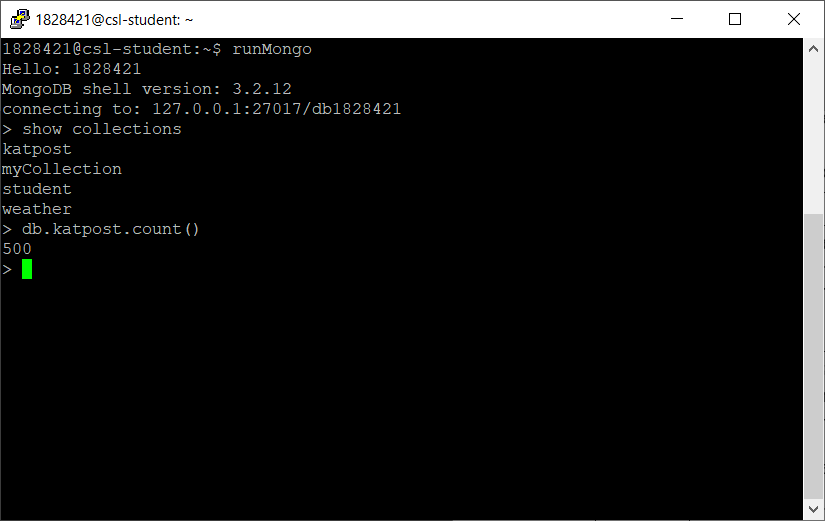 1828421@csl-student: ~
1828421@csl-student:~$ runMongo
Hello: 1828421
MongoDB shell version: 3.2.12
connecting to: 127.0.0.1:27017/db1828421
> show collections
katpost
myCollection
student
weather
> db.katpost.count()
500
>